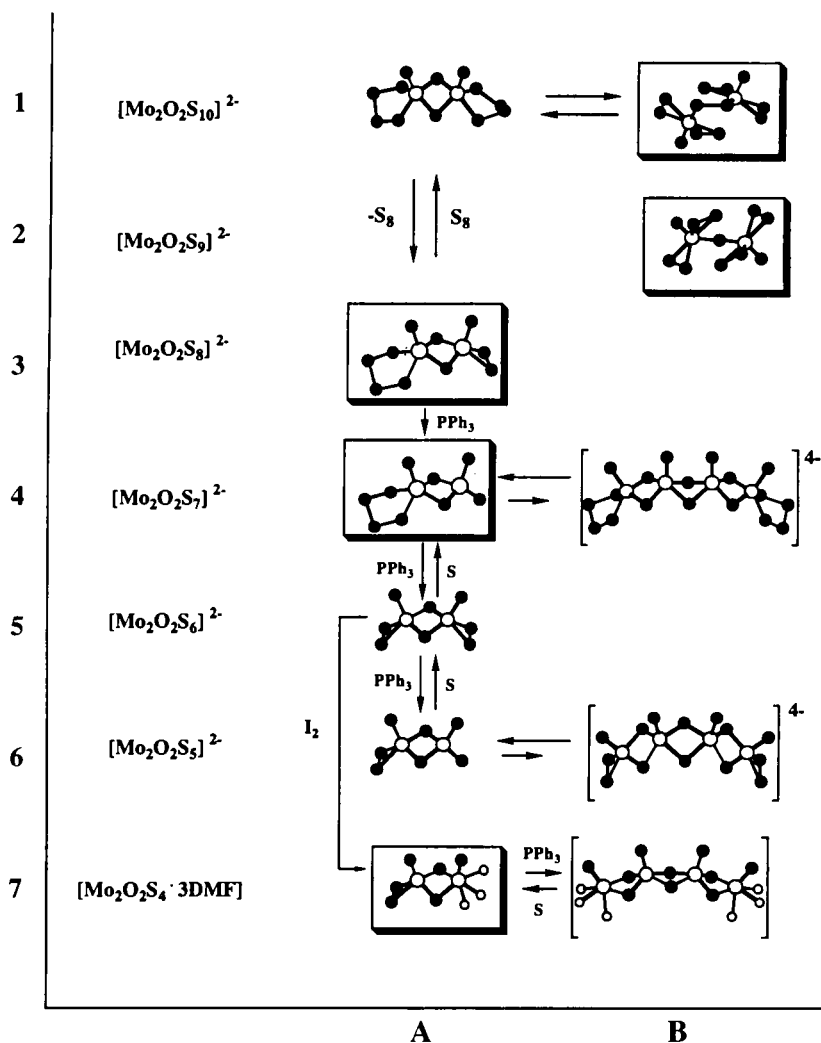 1 [Mo₂O₂S₁₀]²⁻
-S₈ S₈
2 [Mo₂O₂S₉]²⁻
3 [Mo₂O₂S₈]²⁻
PPh₃
4 [Mo₂O₂S₇]²⁻ 4-
PPh₃ S
5 [Mo₂O₂S₆]²⁻
PPh₃ S
I₂
6 [Mo₂O₂S₅]²⁻ 4-
7 [Mo₂O₂S₄·3DMF] PPh₃
S
A B